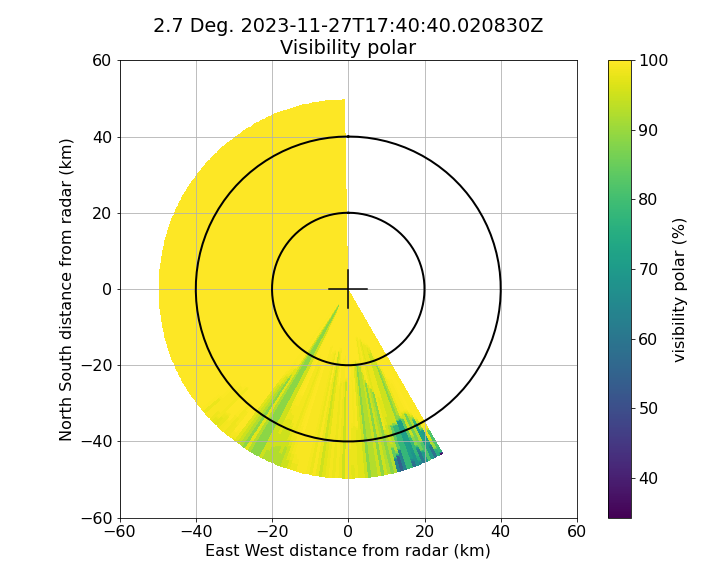 2.7 Deg. 2023-11-27T17:40:40.020830Z
Visibility polar
60
40
20
0
−20
−40
−60
−60 −40 −20 0 20 40 60
East West distance from radar (km)
North South distance from radar (km)
100
90
80
70
60
50
40
visibility polar (%)